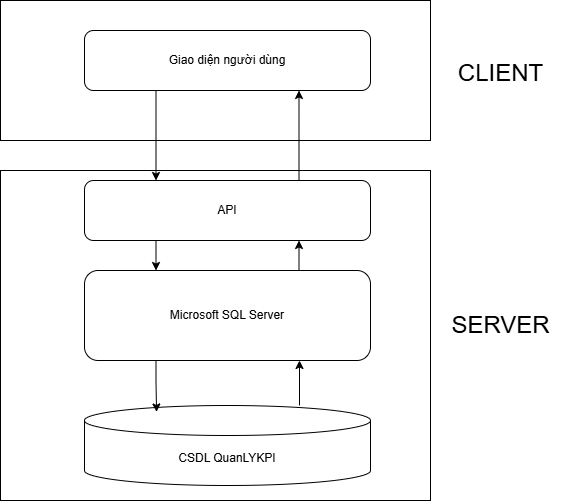 Giao diện người dùng
CLIENT
API
Microsoft SQL Server
SERVER
CSDL QuanLYKPI